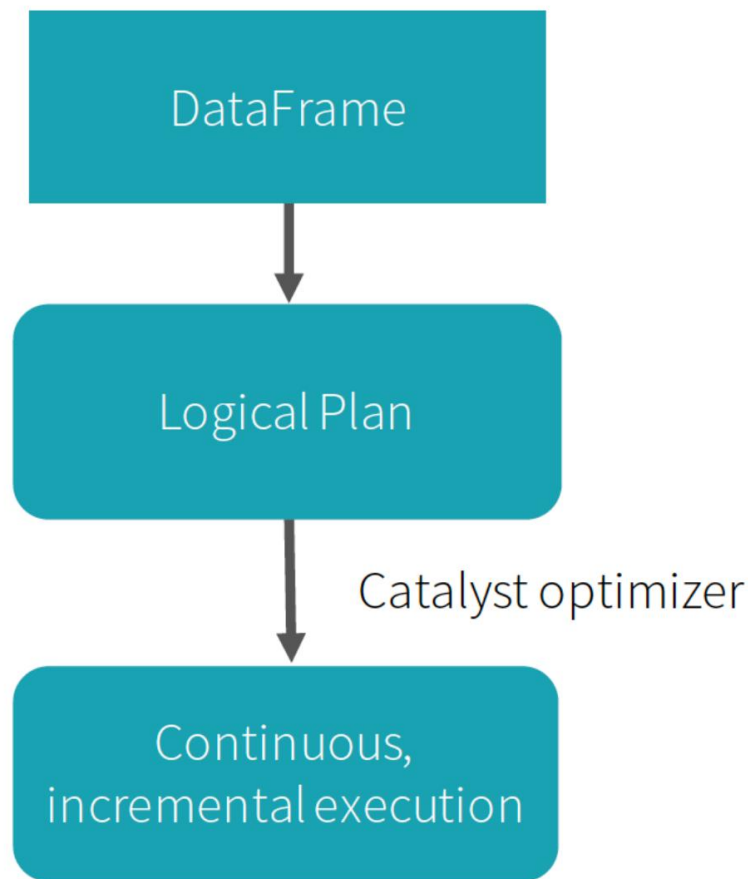 DataFrame
Logical Plan
Catalyst optimizer
Continuous,
incremental execution